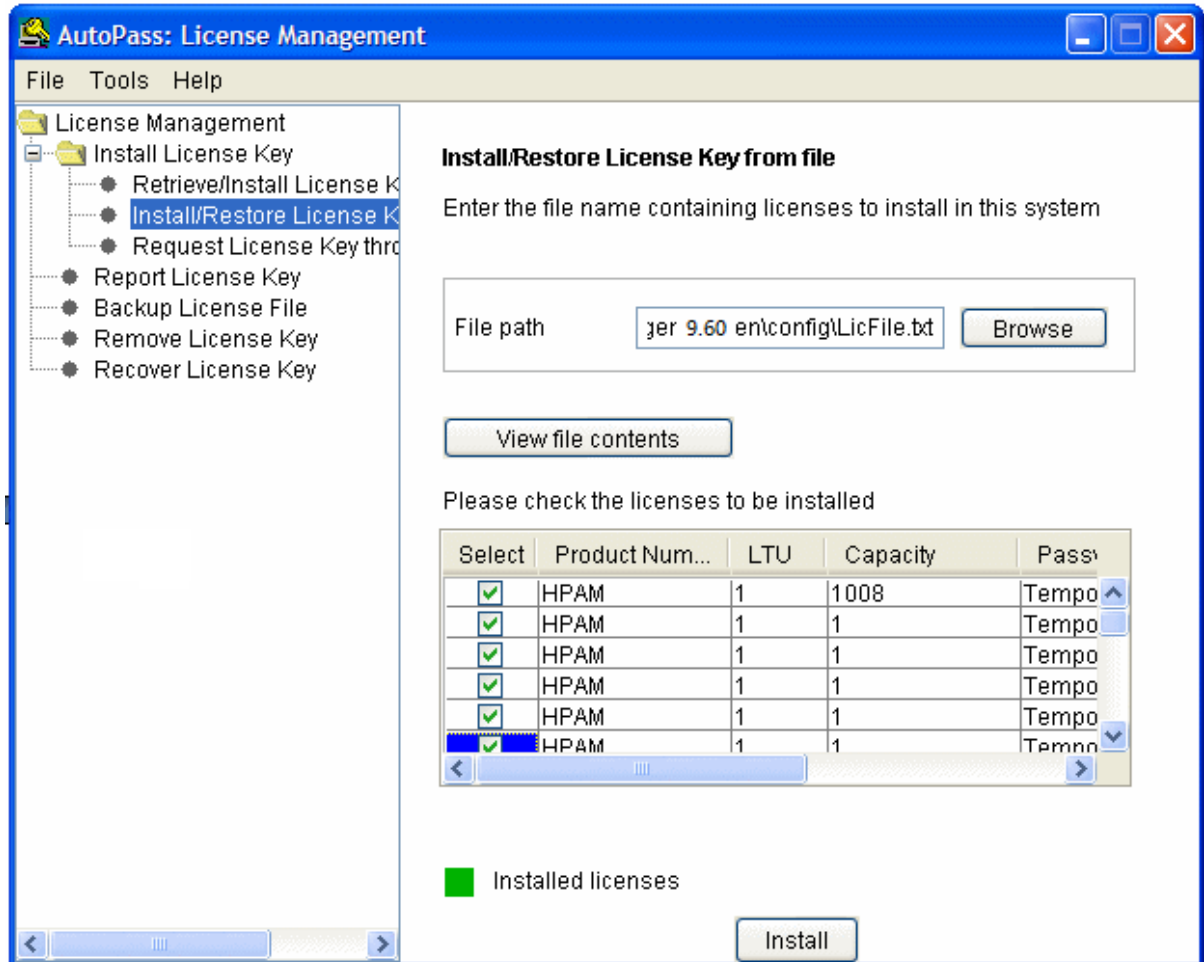 AutoPass: License Management
File Tools Help
License Management
Install License Key
Retrieve/Install License K
Install/Restore License K
Request License Key thro
Report License Key
Backup License File
Remove License Key
Recover License Key
Install/Restore License Key from file
Enter the file name containing licenses to install in this system
File path ger 9.60 en\config\LicFile.txt Browse
View file contents
Please check the licenses to be installed
Select Product Num... LTU Capacity Passw
HPAM 1 1008 Tempo
HPAM 1 1 Tempo
HPAM 1 1 Tempo
HPAM 1 1 Tempo
HPAM 1 1 Tempo
HPAM 1 1 Tempo
Installed licenses
Install